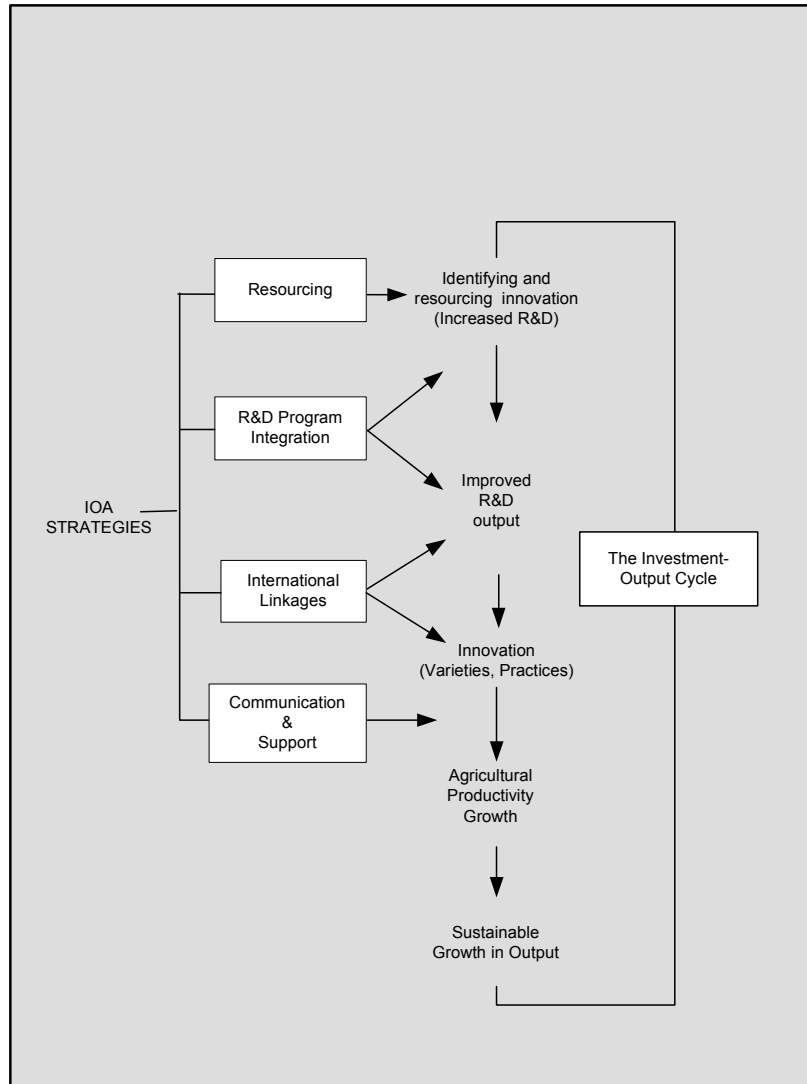 Resourcing
Identifying and
resourcing innovation
(Increased R&D)
R&D Program
Integration
Improved
R&D
output
IOA
STRATEGIES
The Investment-
Output Cycle
International
Linkages
Innovation
(Varieties, Practices)
Communication
&
Support
Agricultural
Productivity
Growth
Sustainable
Growth in Output